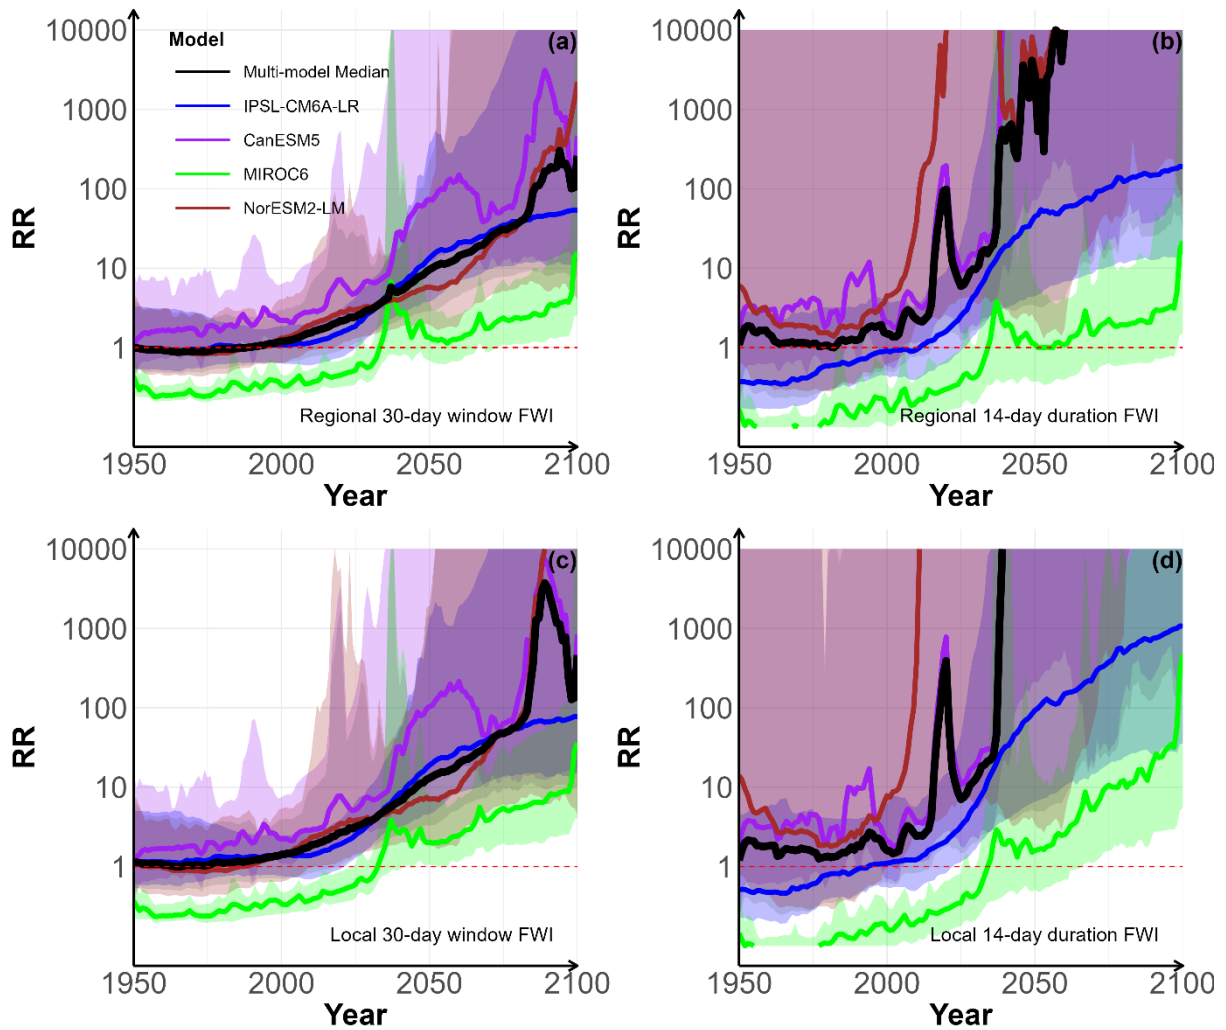 10000
1000
100
10
1
RR
(a)
Model
Multi-model Median
IPSL-CM6A-LR
CanESM5
MIROC6
NorESM2-LM
Regional 30-day window FWI
1950
2000
2050
2100
Year
10000
1000
100
10
1
RR
(b)
Regional 14-day duration FWI
1950
2000
2050
2100
Year
10000
1000
100
10
1
RR
(c)
Local 30-day window FWI
1950
2000
2050
2100
Year
10000
1000
100
10
1
RR
(d)
Local 14-day duration FWI
1950
2000
2050
2100
Year